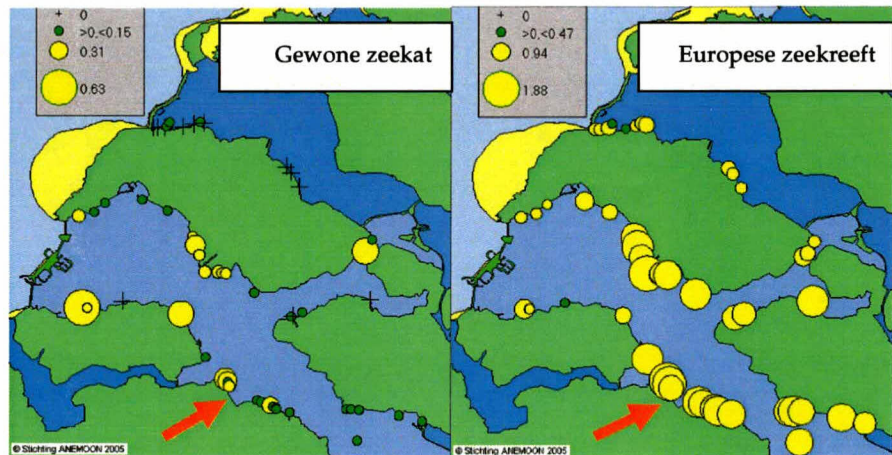 + 0
>0,<0.15
0.31
0.63
Gewone zeekat
© Stichting ANEMOON 2005
+ 0
>0,<0.47
0.94
1.88
Europese zeekreeft
© Stichting ANEMOON 2005